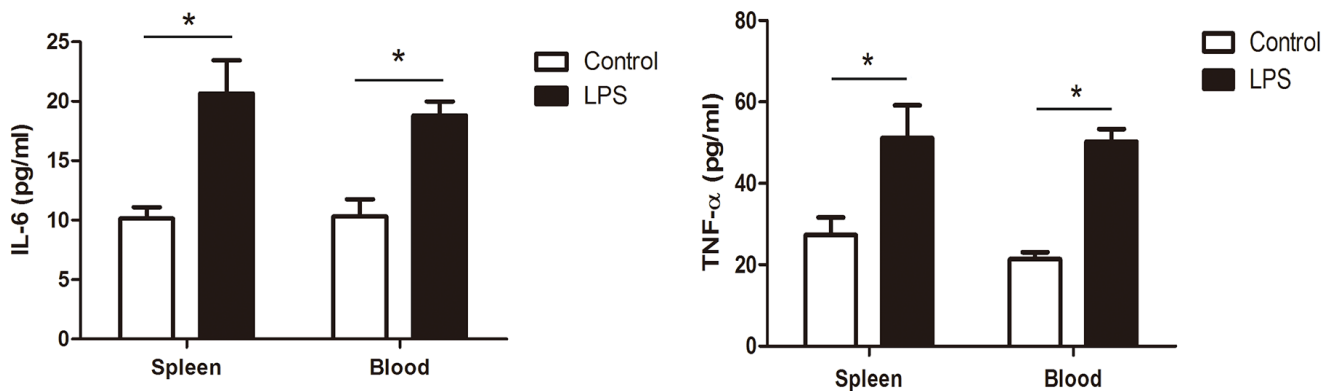 IL-6 (pg/ml)
25
20
15
10
5
0
*
*
Spleen
Blood
Control
LPS
TNF-α (pg/ml)
80
60
40
20
0
*
*
Spleen
Blood
Control
LPS